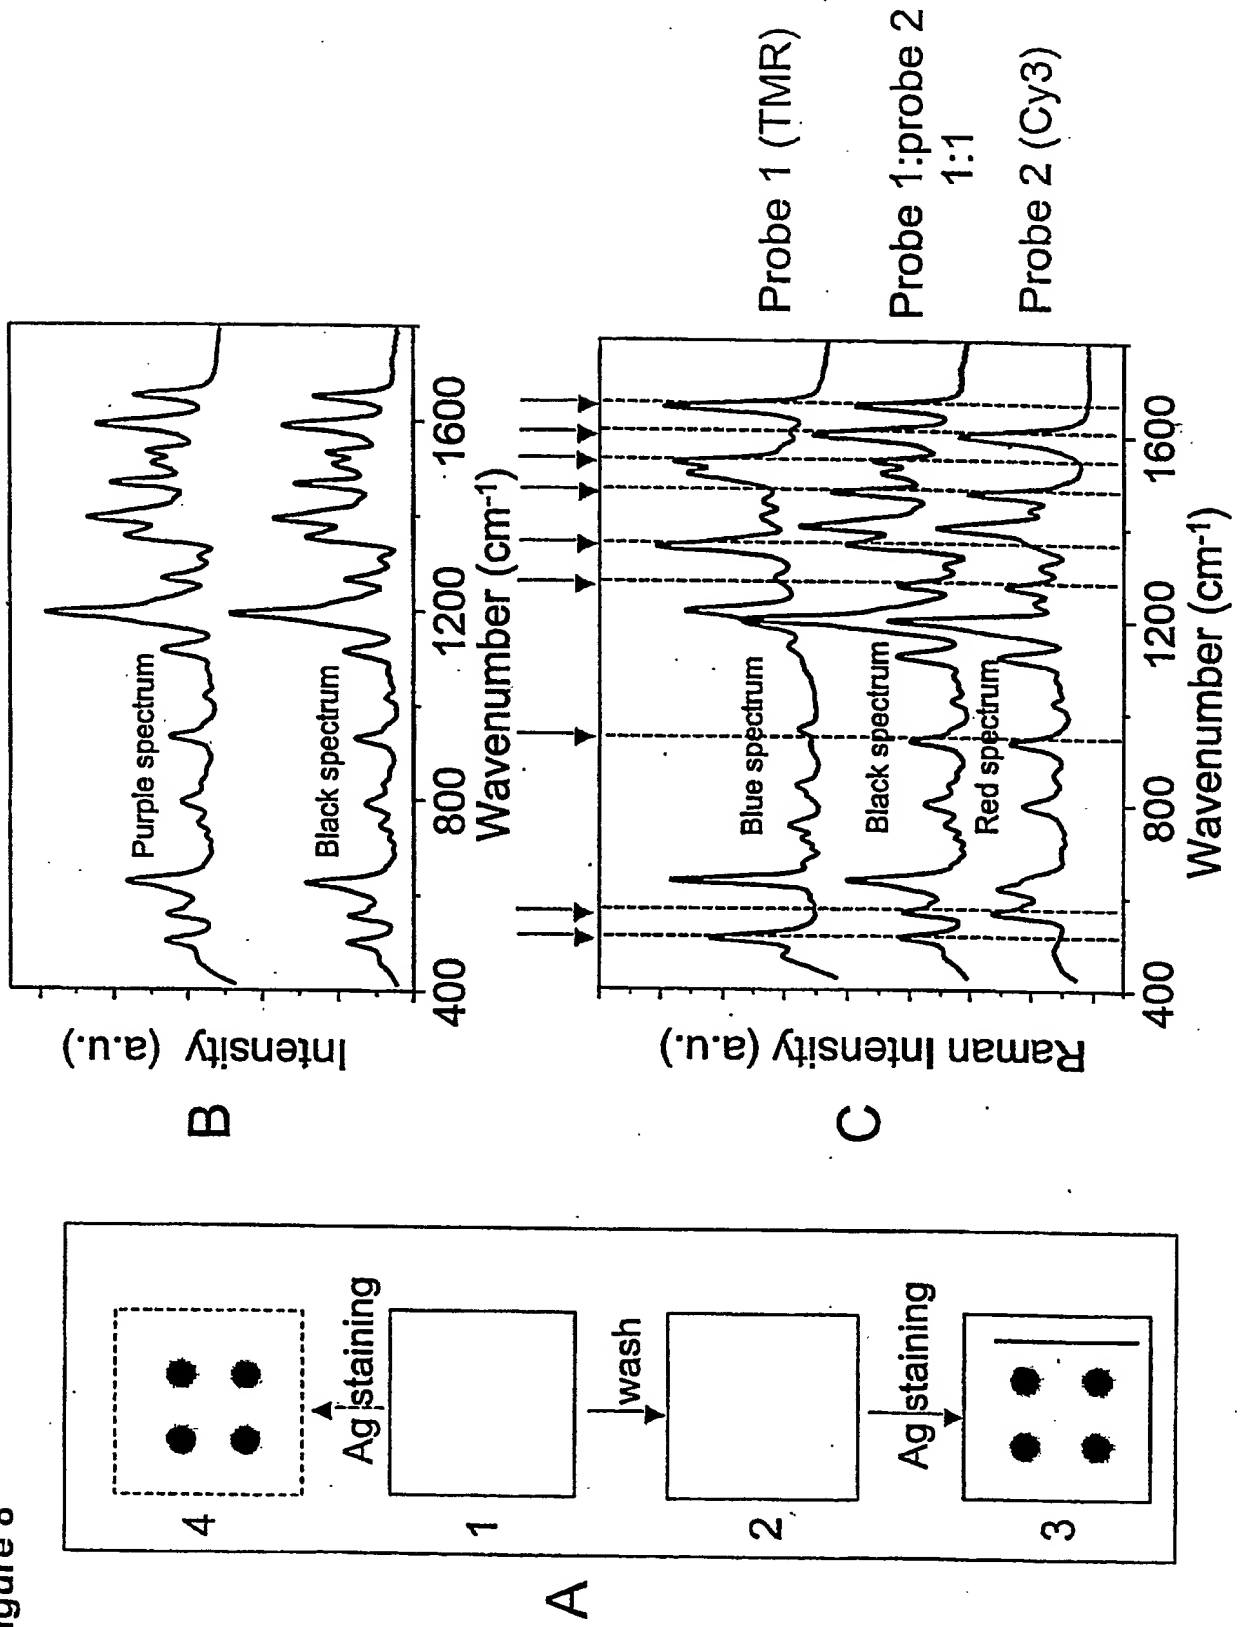 Figure 8
A
4
Ag staining
1
wash
2
Ag staining
3
B
Intensity (a.u.)
Purple spectrum
Black spectrum
400 800 1200 1600
Wavenumber (cm-1)
C
Raman Intensity (a.u.)
Blue spectrum
Black spectrum
Red spectrum
400 800 1200 1600
Wavenumber (cm-1)
Probe 1 (TMR)
Probe 1:probe 2
1:1
Probe 2 (Cy3)